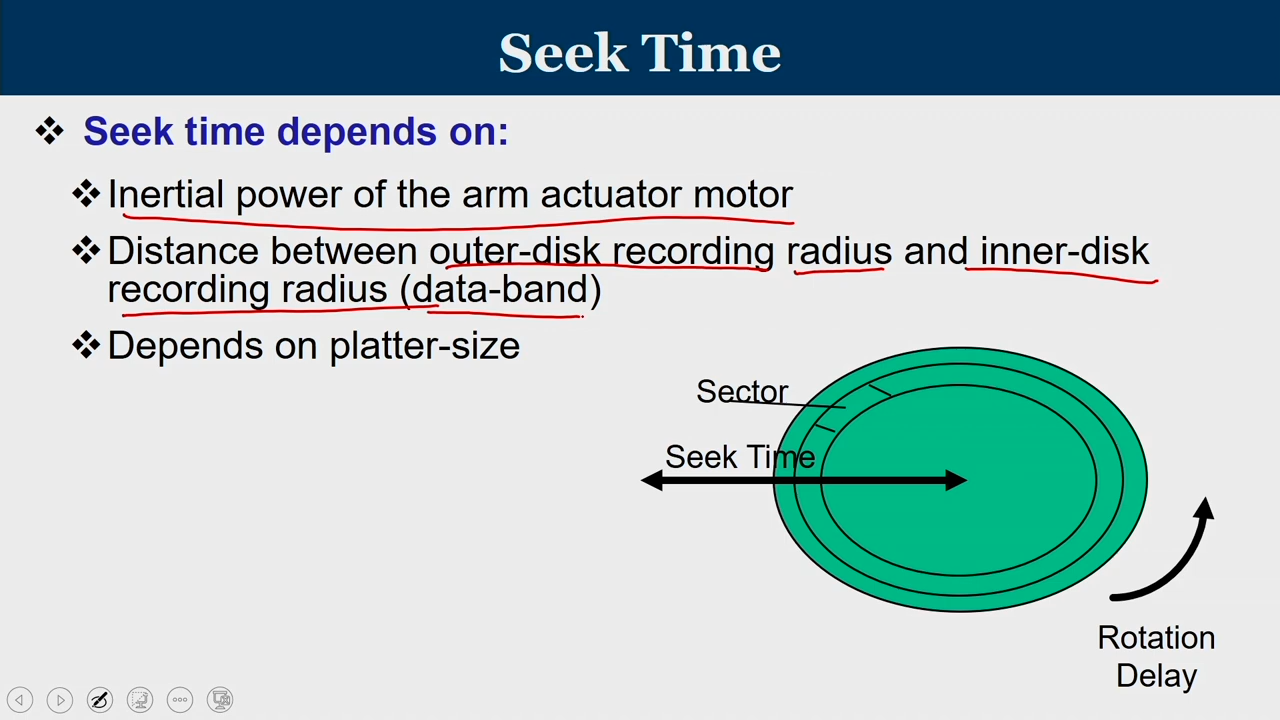 Seek Time
❖ Seek time depends on:
❖Inertial power of the arm actuator motor
❖Distance between outer-disk recording radius and inner-disk
recording radius (data-band)
❖Depends on platter-size
Sector
Seek Time
Rotation
Delay